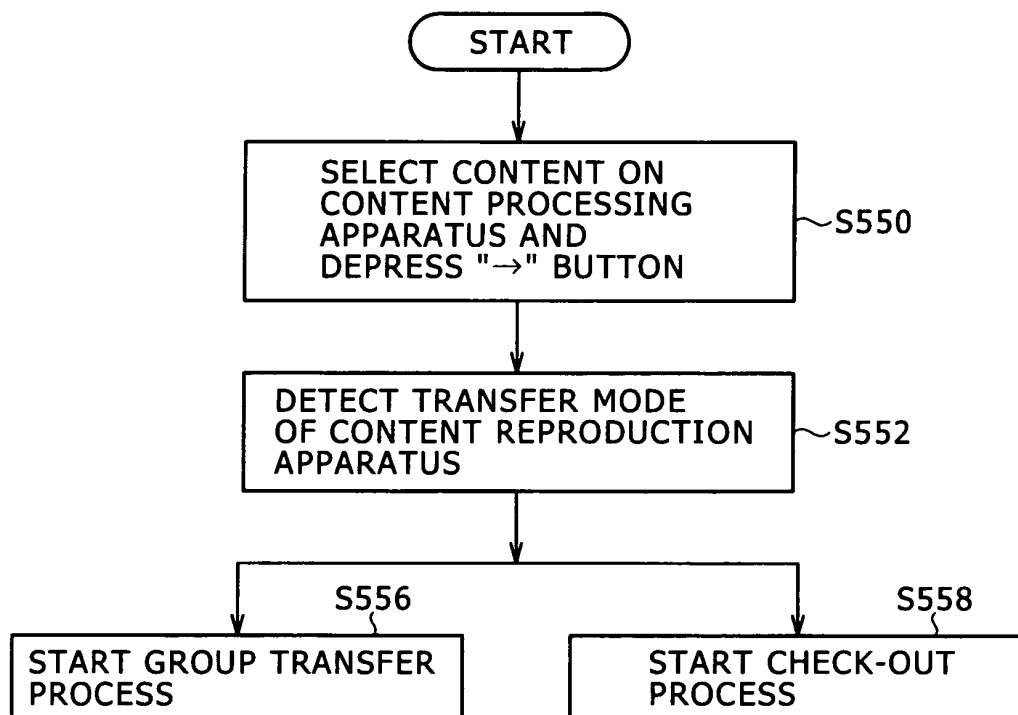 START
SELECT CONTENT ON
CONTENT PROCESSING
APPARATUS AND
DEPRESS "→" BUTTON
S550
DETECT TRANSFER MODE
OF CONTENT REPRODUCTION
APPARATUS
S552
S556
START GROUP TRANSFER
PROCESS
S558
START CHECK-OUT
PROCESS